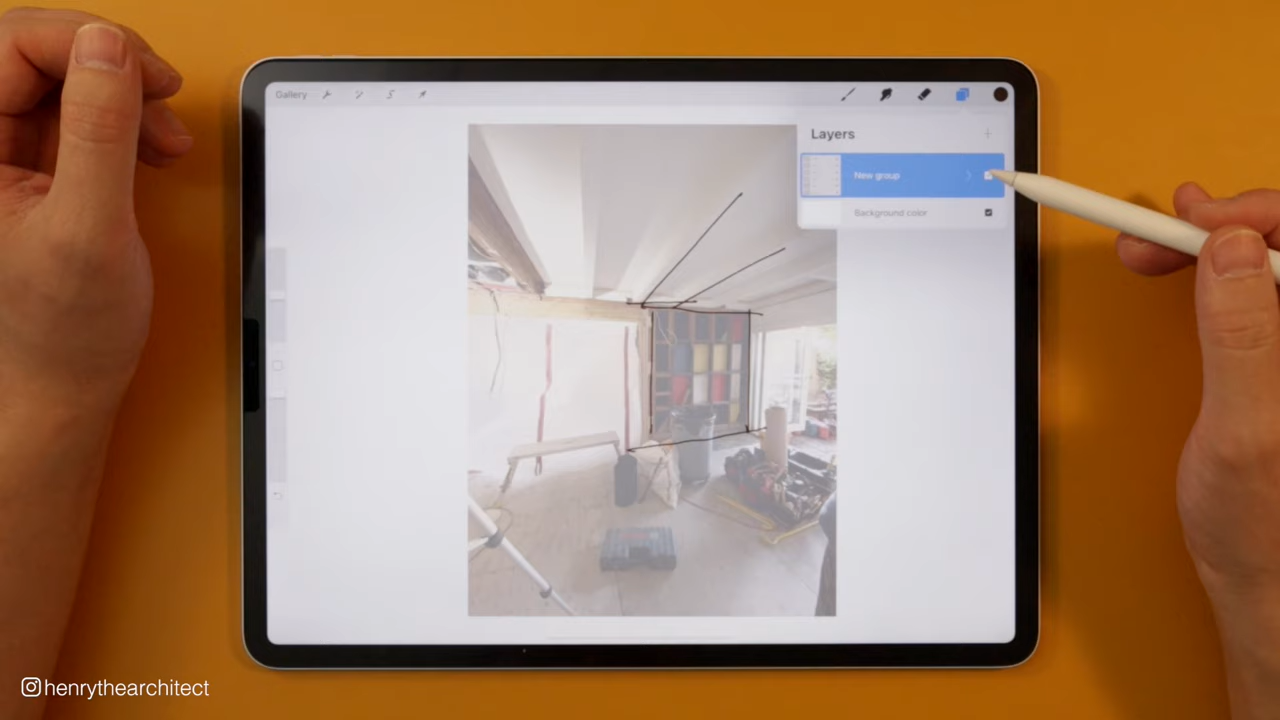 Gallery
Layers
New group
Background color
henrythearchitect